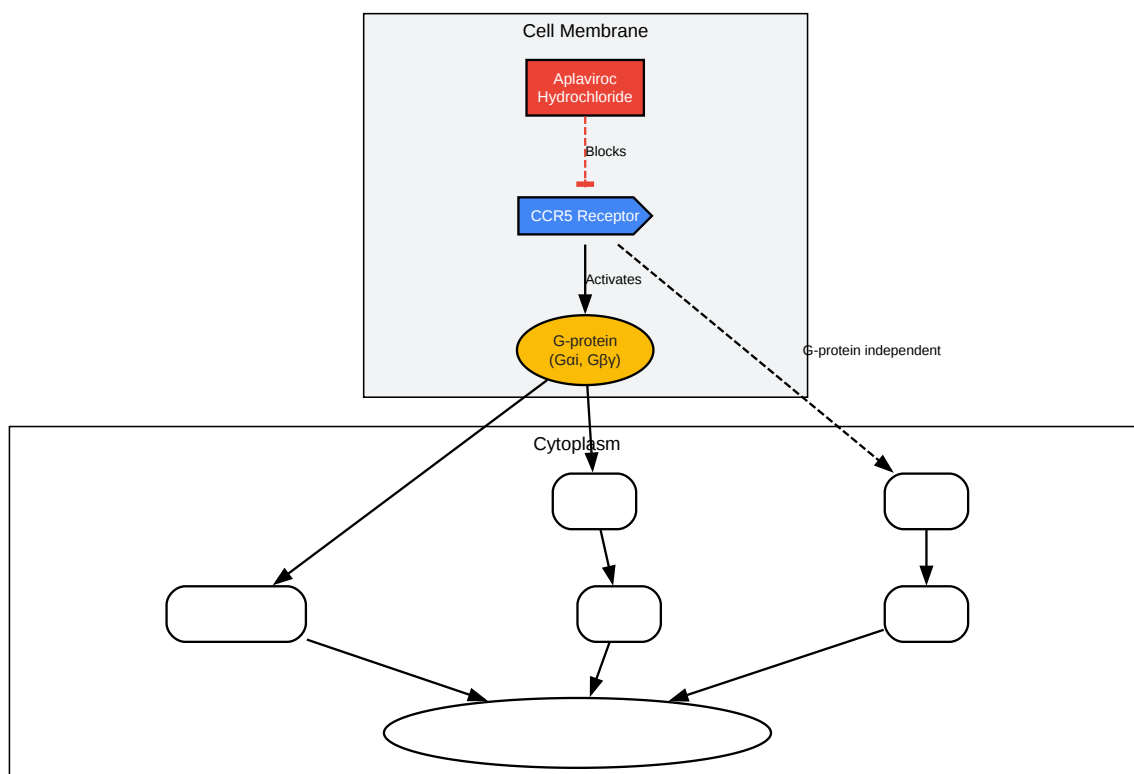 Cell Membrane
Aplaviroc
Hydrochloride
Blocks
CCR5 Receptor
Activates
G-protein
(Gαi, Gβγ)
G-protein independent
Cytoplasm